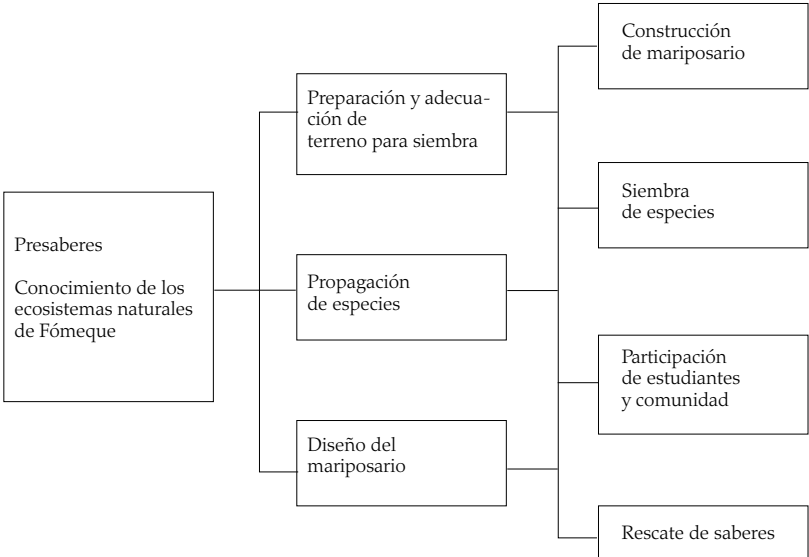 Presaberes
Conocimiento de los
ecosistemas naturales
de Fómeque
Preparación y adecua-
ción de
terreno para siembra
Propagación
de especies
Diseño del
mariposario
Construcción
de mariposario
Siembra
de especies
Participación
de estudiantes
y comunidad
Rescate de saberes